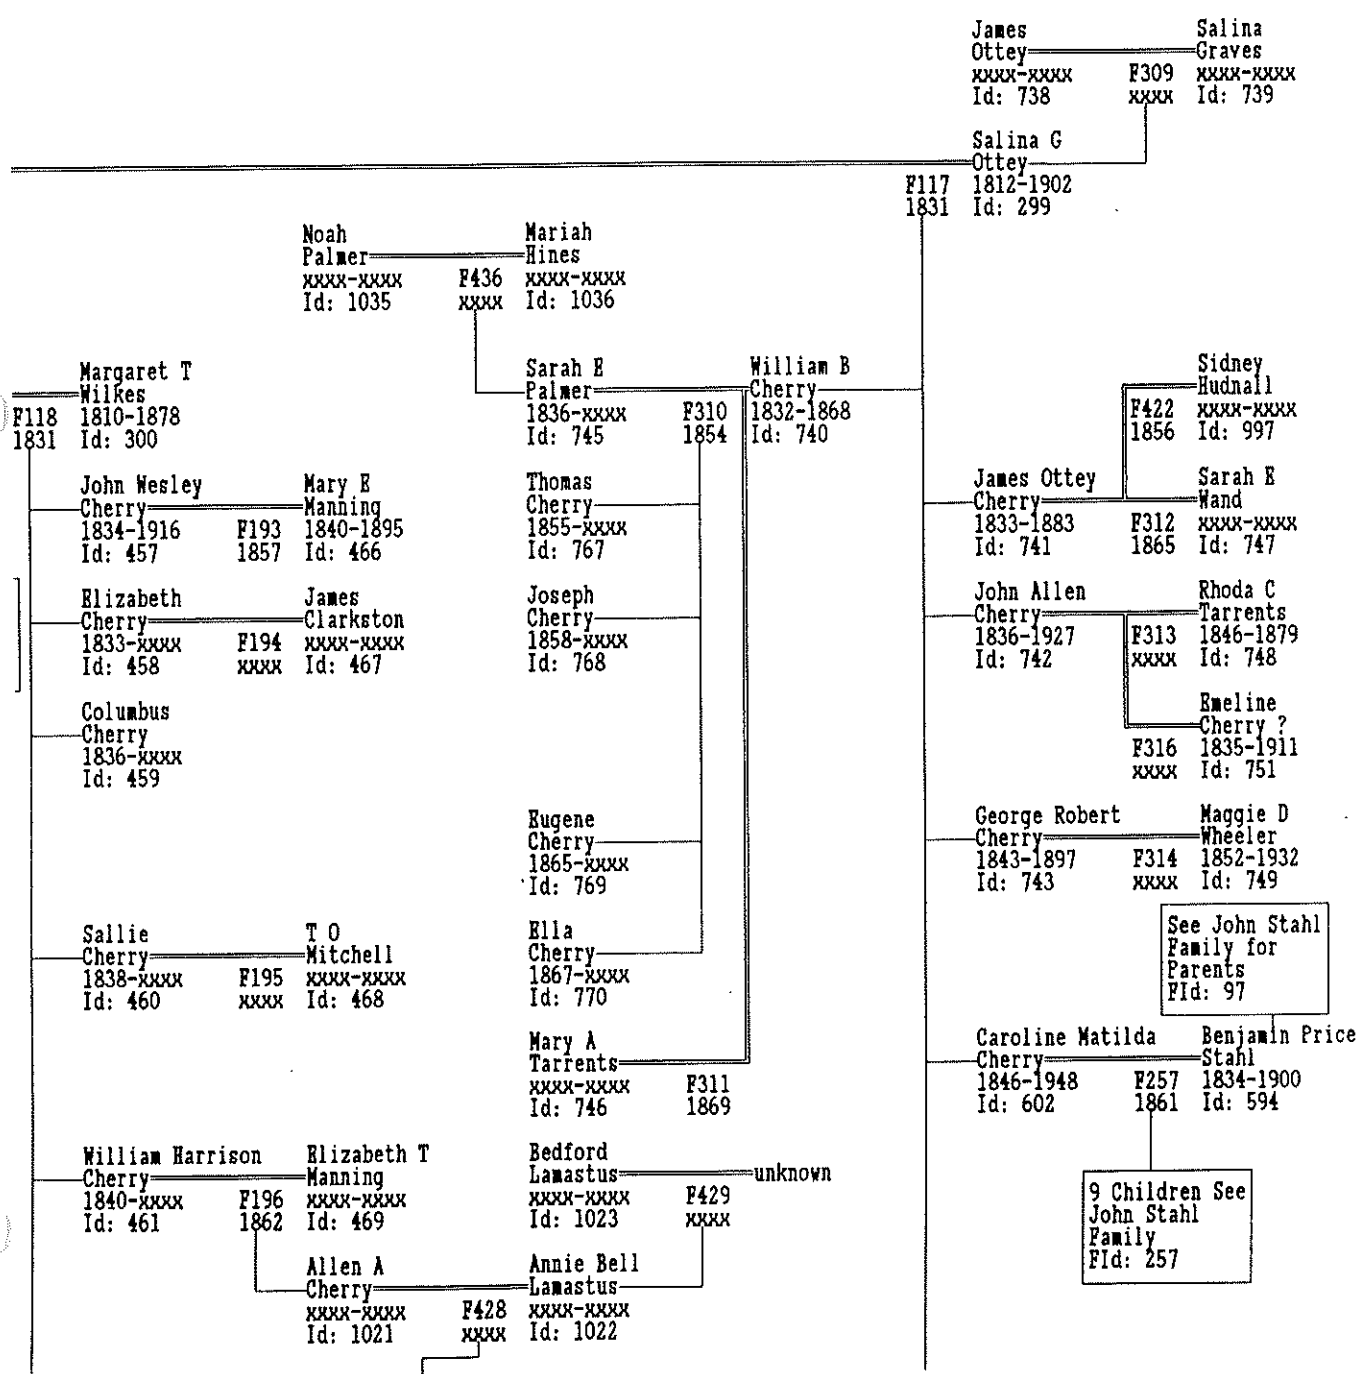 James
Ottey
xxxx-xxxx
Id: 738
F309
xxxx
Salina
Graves
xxxx-xxxx
Id: 739
Salina G
Ottey
1812-1902
Id: 299
F117
1831
Noah
Palmer
xxxx-xxxx
Id: 1035
F436
xxxx
Mariah
Hines
xxxx-xxxx
Id: 1036
Margaret T
Wilkes
1810-1878
Id: 300
F118
1831
Sarah E
Palmer
1836-xxxx
Id: 745
F310
1854
William B
Cherry
1832-1868
Id: 740
Sidney
Hudnall
xxxx-xxxx
Id: 997
F422
1856
John Wesley
Cherry
1834-1916
Id: 457
F193
1857
Mary E
Manning
1840-1895
Id: 466
Thomas
Cherry
1855-xxxx
Id: 767
James Ottey
Cherry
1833-1883
Id: 741
F312
1865
Sarah E
Wand
xxxx-xxxx
Id: 747
Elizabeth
Cherry
1833-xxxx
Id: 458
F194
xxxx
James
Clarkston
xxxx-xxxx
Id: 467
Joseph
Cherry
1858-xxxx
Id: 768
John Allen
Cherry
1836-1927
Id: 742
F313
xxxx
Rhoda C
Tarrents
1846-1879
Id: 748
Columbus
Cherry
1836-xxxx
Id: 459
Emeline
Cherry ?
1835-1911
Id: 751
F316
xxxx
Eugene
Cherry
1865-xxxx
Id: 769
George Robert
Cherry
1843-1897
Id: 743
F314
xxxx
Maggie D
Wheeler
1852-1932
Id: 749
Sallie
Cherry
1838-xxxx
Id: 460
F195
xxxx
T O
Mitchell
xxxx-xxxx
Id: 468
Ella
Cherry
1867-xxxx
Id: 770
See John Stahl
Family for
Parents
FId: 97
Mary A
Tarrents
xxxx-xxxx
Id: 746
F311
1869
Caroline Matilda
Cherry
1846-1948
Id: 602
F257
1861
Benjamin Price
Stahl
1834-1900
Id: 594
William Harrison
Cherry
1840-xxxx
Id: 461
F196
1862
Elizabeth T
Manning
xxxx-xxxx
Id: 469
Bedford
Lamastus
xxxx-xxxx
Id: 1023
F429
xxxx
unknown
9 Children See
John Stahl
Family
FId: 257
Allen A
Cherry
xxxx-xxxx
Id: 1021
F428
xxxx
Annie Bell
Lamastus
xxxx-xxxx
Id: 1022